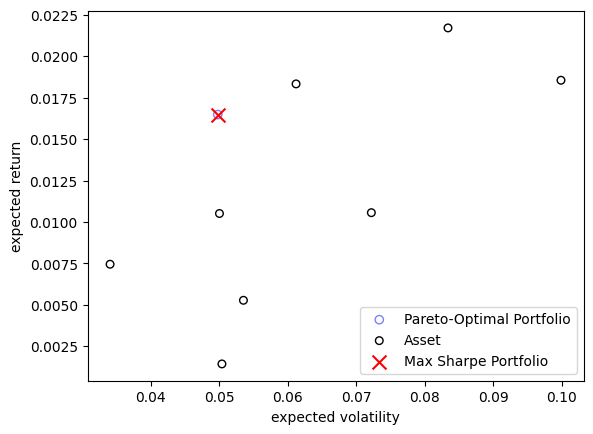 0.0225
0.0200
0.0175
0.0150
0.0125
0.0100
0.0075
0.0050
0.0025
expected return
Pareto-Optimal Portfolio
Asset
Max Sharpe Portfolio
0.04 0.05 0.06 0.07 0.08 0.09 0.10
expected volatility